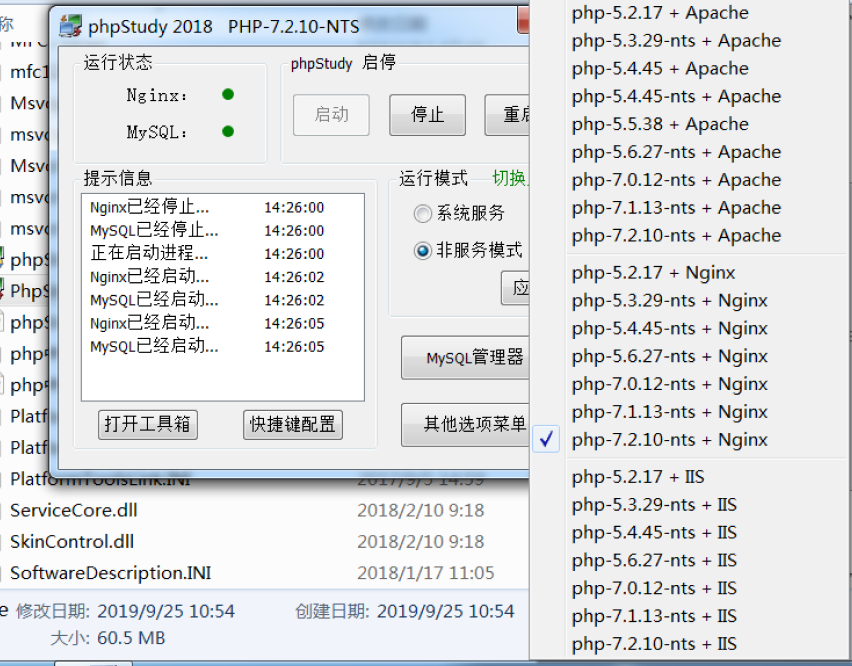 称
phpStudy 2018 PHP-7.2.10-NTS
运行状态
Nginx:
MySQL:
phpStudy 启停
启动
停止
重启
提示信息
Nginx已经停止... 14:26:00
MySQL已经停止... 14:26:00
正在启动进程... 14:26:00
Nginx已经启动... 14:26:02
MySQL已经启动... 14:26:02
Nginx已经启动... 14:26:05
MySQL已经启动... 14:26:05
打开工具箱
快捷键配置
运行模式 切换
系统服务
非服务模式
应
MySQL管理器
其他选项菜单
php-5.2.17 + Apache
php-5.3.29-nts + Apache
php-5.4.45 + Apache
php-5.4.45-nts + Apache
php-5.5.38 + Apache
php-5.6.27-nts + Apache
php-7.0.12-nts + Apache
php-7.1.13-nts + Apache
php-7.2.10-nts + Apache
php-5.2.17 + Nginx
php-5.3.29-nts + Nginx
php-5.4.45-nts + Nginx
php-5.6.27-nts + Nginx
php-7.0.12-nts + Nginx
php-7.1.13-nts + Nginx
php-7.2.10-nts + Nginx
php-5.2.17 + IIS
php-5.3.29-nts + IIS
php-5.4.45-nts + IIS
php-5.6.27-nts + IIS
php-7.0.12-nts + IIS
php-7.1.13-nts + IIS
php-7.2.10-nts + IIS
mfc1
Msvc
msvc
Msvc
msvc
msvc
phpS
PhpS
phpS
php
php
Platf
Platf
PlatformToolsLink.INI 2017/9/5 14:59
ServiceCore.dll 2018/2/10 9:18
SkinControl.dll 2018/2/10 9:18
SoftwareDescription.INI 2018/1/17 11:05
e 修改日期: 2019/9/25 10:54 创建日期: 2019/9/25 10:54
大小: 60.5 MB